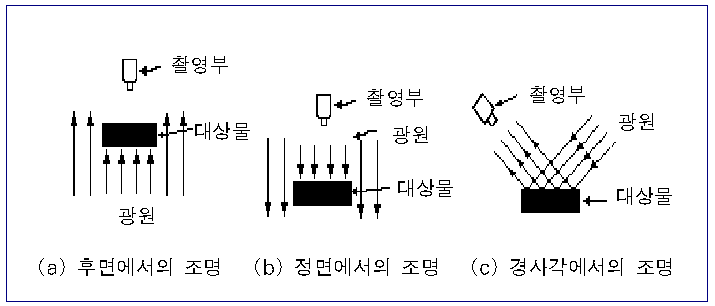 촬영부
대상물
광원
(a) 후면에서의 조명
촬영부
광원
대상물
(b) 정면에서의 조명
촬영부
광원
대상물
(c) 경사각에서의 조명